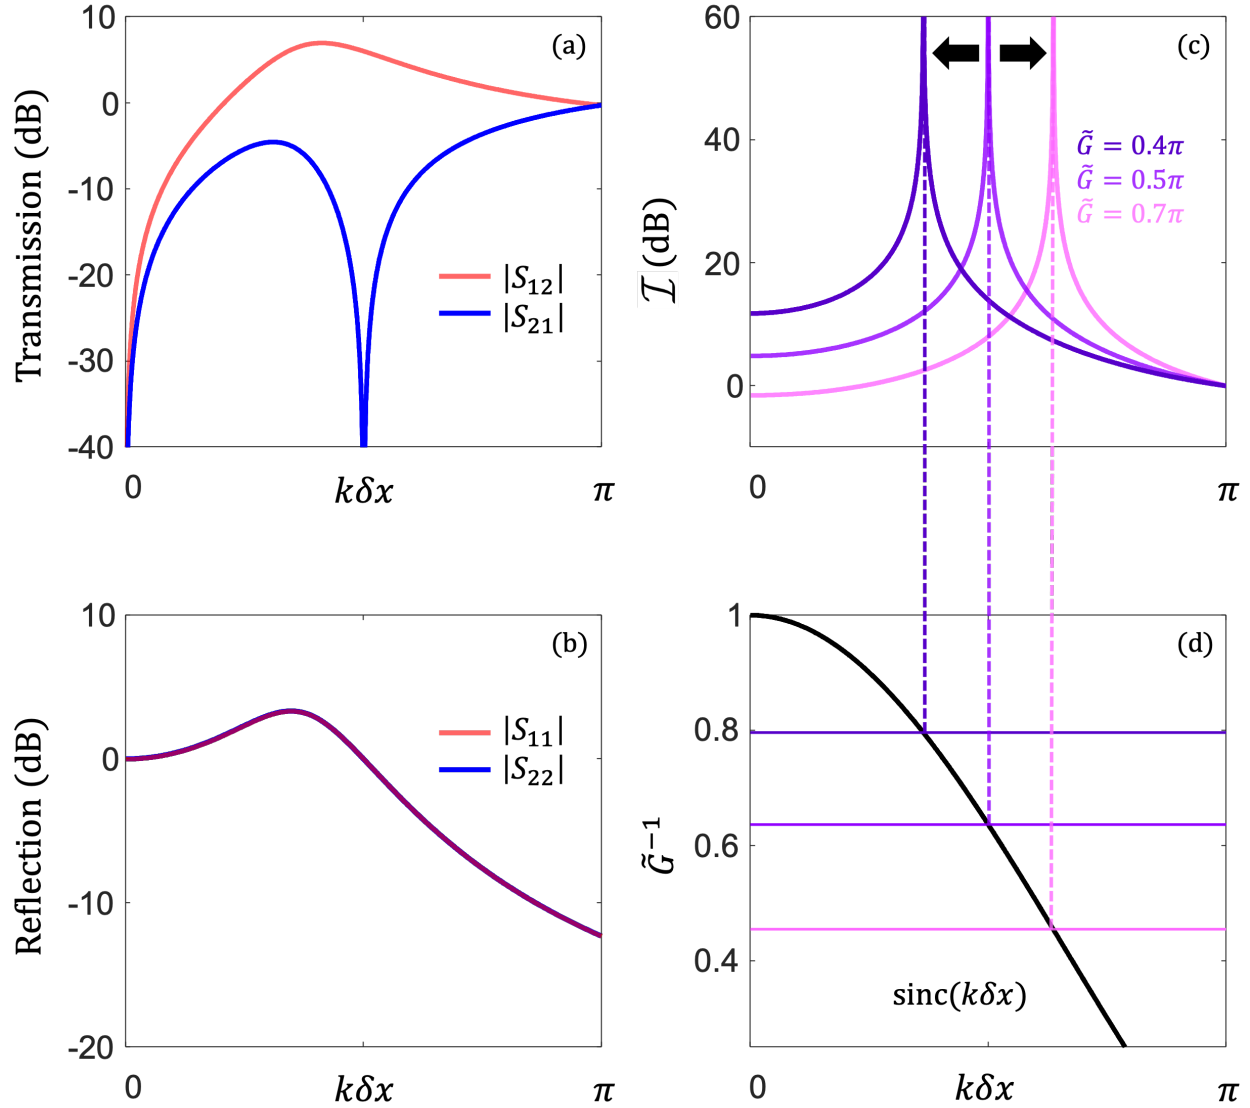 (a)
Transmission (dB)
10
0
-10
-20
-30
-40
|S₁₂|
|S₂₁|
0
kδx
π
(c)
ℐ (dB)
60
40
20
0
G̃ = 0.4π
G̃ = 0.5π
G̃ = 0.7π
0
kδx
π
(b)
Reflection (dB)
10
0
-10
-20
|S₁₁|
|S₂₂|
0
kδx
π
(d)
G̃⁻¹
1
0.8
0.6
0.4
sinc(kδx)
0
kδx
π